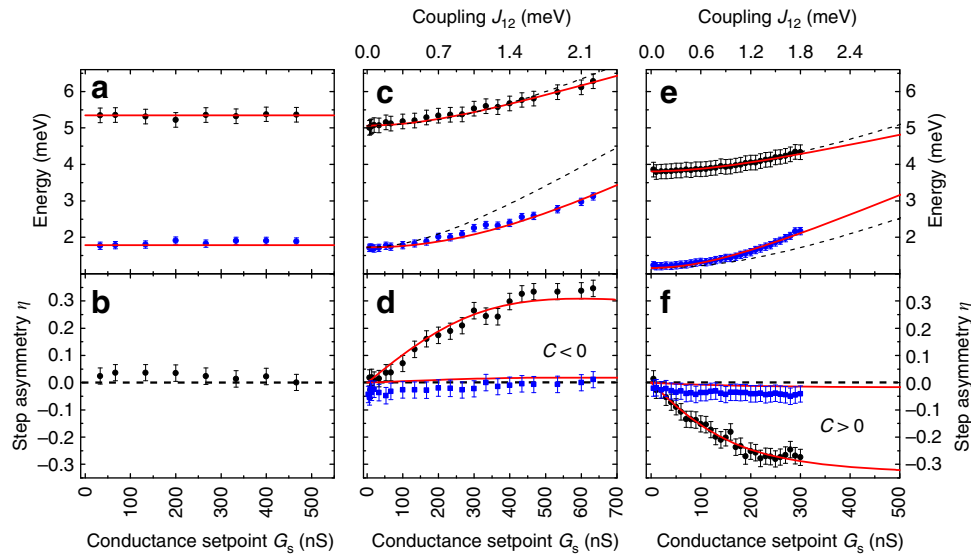 Coupling J12 (meV)
0.0 0.7 1.4 2.1
0.0 0.6 1.2 1.8 2.4
a
c
e
6
5
4
3
2
Energy (meV)
6
5
4
3
2
Energy (meV)
b
d
f
0.3
0.2
0.1
0.0
−0.1
−0.2
−0.3
Step asymmetry η
C < 0
C > 0
0.3
0.2
0.1
0.0
−0.1
−0.2
−0.3
Step asymmetry η
0 100 200 300 400 500
0 100 200 300 400 500 600 700
0 100 200 300 400 500
Conductance setpoint Gs (nS)
Conductance setpoint Gs (nS)
Conductance setpoint Gs (nS)